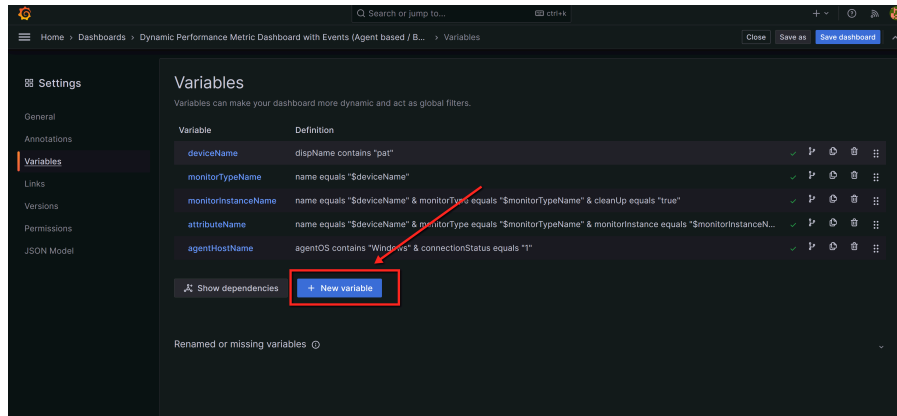 Search or jump to...
ctrl+k
Home › Dashboards › Dynamic Performance Metric Dashboard with Events (Agent based / B... › Variables
Close
Save as
Save dashboard
Settings
General
Annotations
Variables
Links
Versions
Permissions
JSON Model
Variables
Variables can make your dashboard more dynamic and act as global filters.
Variable Definition
deviceName dispName contains "pat"
monitorTypeName name equals "$deviceName"
monitorInstanceName name equals "$deviceName" & monitorType equals "$monitorTypeName" & cleanUp equals "true"
attributeName name equals "$deviceName" & monitorType equals "$monitorTypeName" & monitorInstance equals "$monitorInstanceN...
agentHostName agentOS contains "Windows" & connectionStatus equals "1"
Show dependencies
+ New variable
Renamed or missing variables